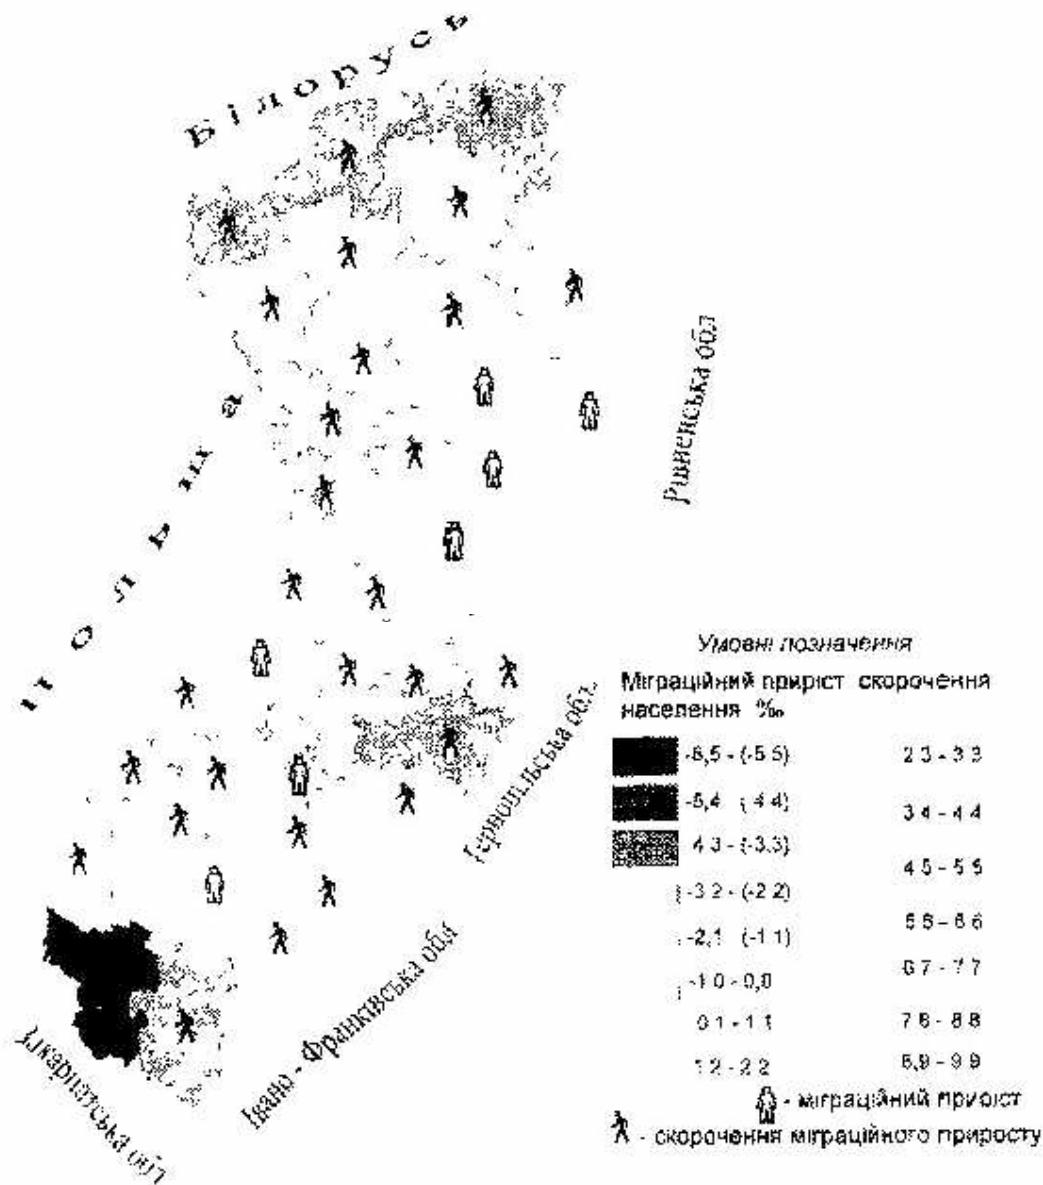 Білорусь
Польща
Рівненська обл
Тернопільська обл.
Івано - Франківська обл
Закарпатська обл
Умовні позначення
Міграційний приріст скорочення
населення ‰
-6,5 - (-5 5) 2 3 - 3 3
-5,4 (-4 4) 3 4 - 4 4
4 3 - (-3,3) 4 5 - 5 5
-3 2 - (-2 2) 5 6 - 6 6
-2,1 (-1 1) 6 7 - 7 7
-1 0 - 0,0 7 8 - 8 8
0 1 - 1 1 8,9 - 9 9
1 2 - 2 2
- міграційний приріст
- скорочення міграційного приросту